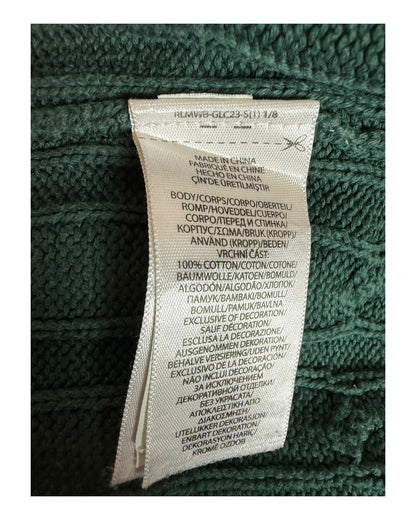 RLMWB-GLC23-S(1) 1/8
MADE IN CHINA
FABRIQUÉ EN CHINE
HECHO EN CHINA
ÇİN'DE ÜRETİLMİŞTİR
BODY/CORPS/CORPO/OBERTEIL/
ROMP/HOVEDDEL/CUERPO/
CORPO/ПЕРЕД И СПИНКА/
КОРПУС/ΣΩΜΑ/BRUK (KROPP)/
ANVÄND (KROPP)/BEDEN/
VRCHNÍ ČÁST:
100% COTTON/COTON/COTONE/
BAUMWOLLE/KATOEN/BOMULD/
ALGODÓN/ALGODÃO/ХЛОПОК/
ПАМУК/ΒΑΜΒΑΚΙ/BOMULL/
BOMULL/PAMUK/BAVLNA
EXCLUSIVE OF DECORATION/
SAUF DÉCORATION/
ESCLUSA LA DECORAZIONE/
AUSGENOMMEN DEKORATION/
BEHALVE VERSIERING/UDEN PYNT/
EXCLUSIVO DE DECORACIÓN/
NÃO INCLUI DECORAÇÃO/
ЗА ИСКЛЮЧЕНИЕМ
ДЕКОРАТИВНОЙ ОТДЕЛКИ/
БЕЗ УКРАСАТА/
ΑΠΟΚΛΕΙΣΤΙΚΗ ΑΠΟ
ΔΙΑΚΟΣΜΗΣΗ/
UTELUKKER DEKORASJON/
ENBART DEKORATION/
DEKORASYON HARİÇ/
KROMĚ OZDOB